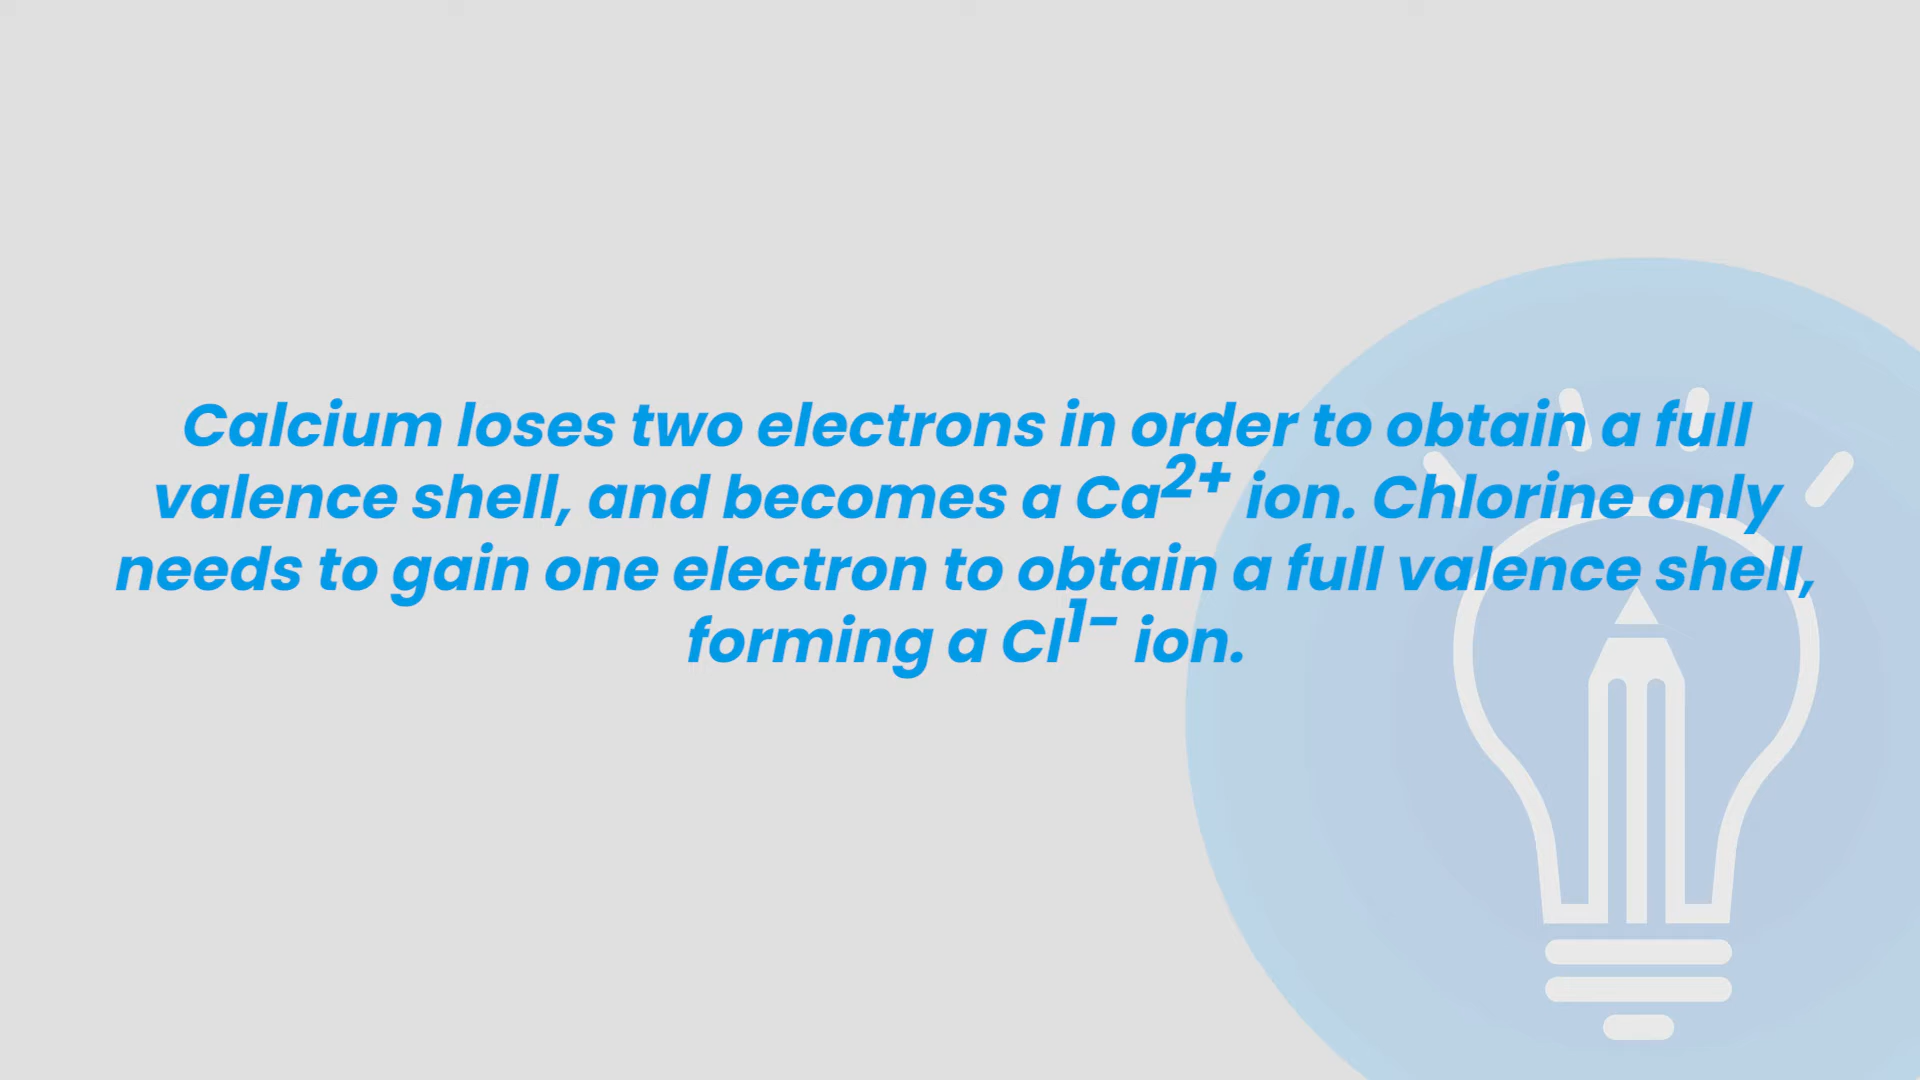 Calcium loses two electrons in order to obtain a full
valence shell, and becomes a Ca²⁺ ion. Chlorine only
needs to gain one electron to obtain a full valence shell,
forming a Cl¹⁻ ion.